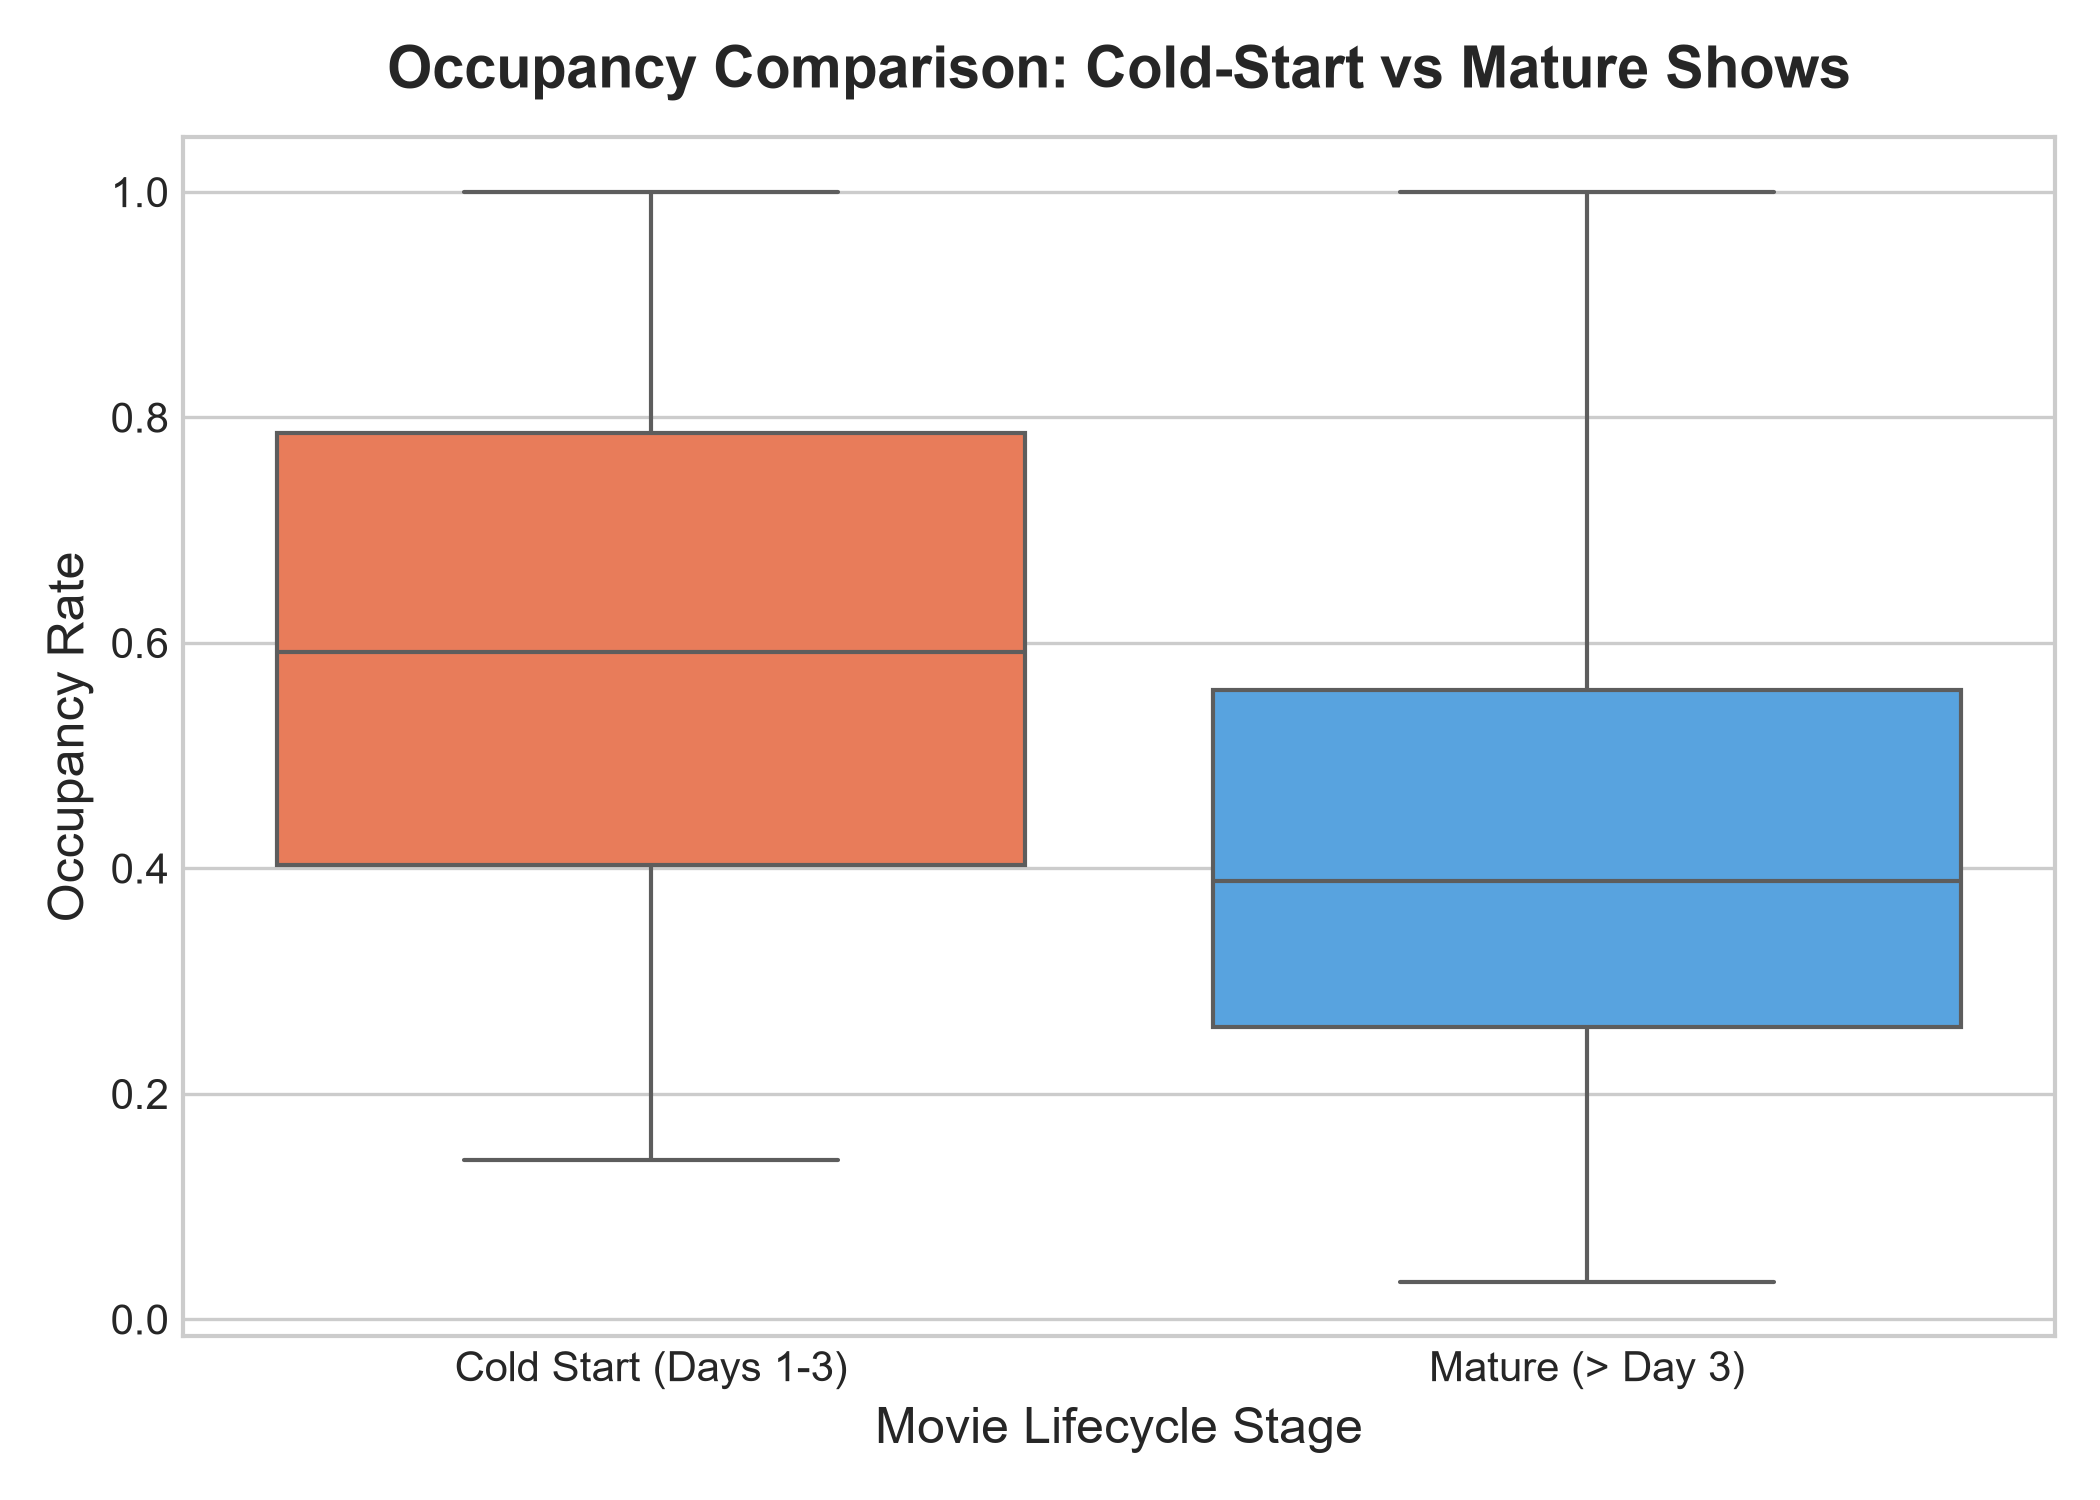 Occupancy Comparison: Cold-Start vs Mature Shows
Occupancy Rate
1.0
0.8
0.6
0.4
0.2
0.0
Cold Start (Days 1-3)
Mature (> Day 3)
Movie Lifecycle Stage